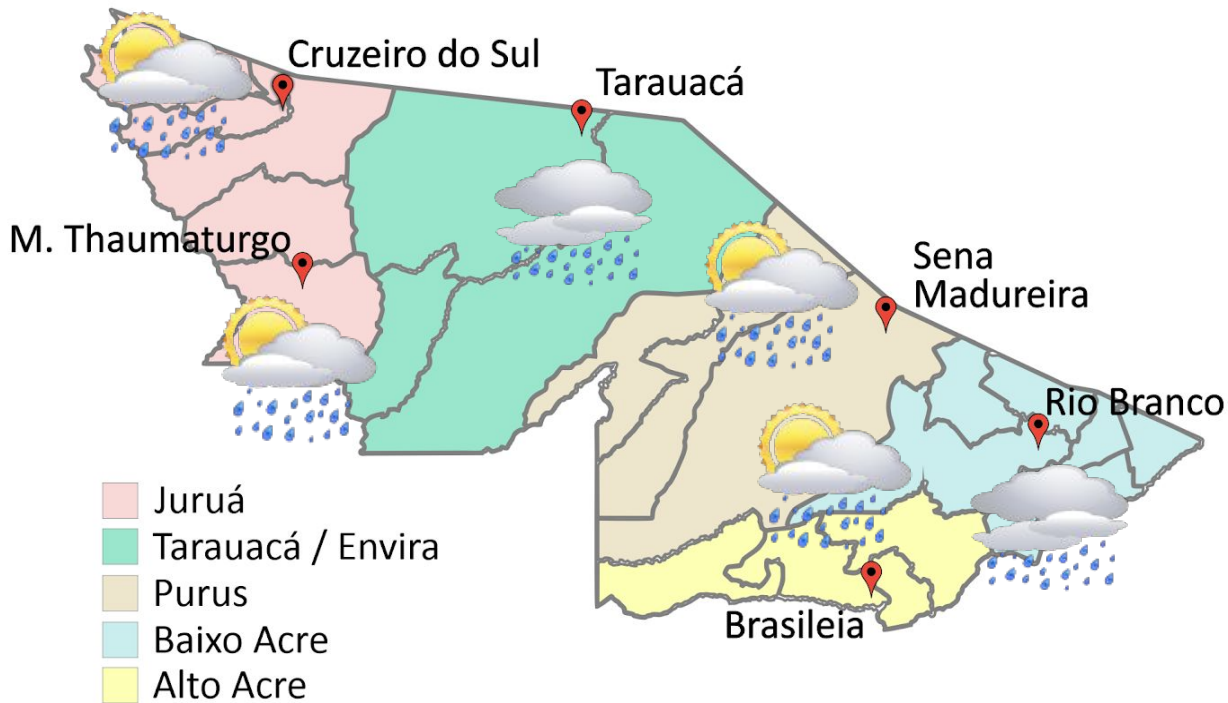 Cruzeiro do Sul
Tarauacá
M. Thaumaturgo
Sena
Madureira
Rio Branco
Brasileia
Juruá
Tarauacá / Envira
Purus
Baixo Acre
Alto Acre